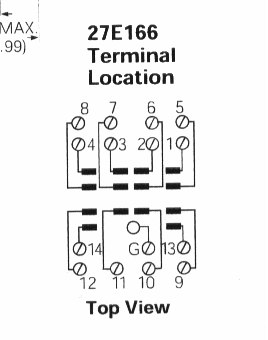 MAX.
.99)
27E166
Terminal
Location
8 7 6 5
4 3 2 1
14 G 13
12 11 10 9
Top View